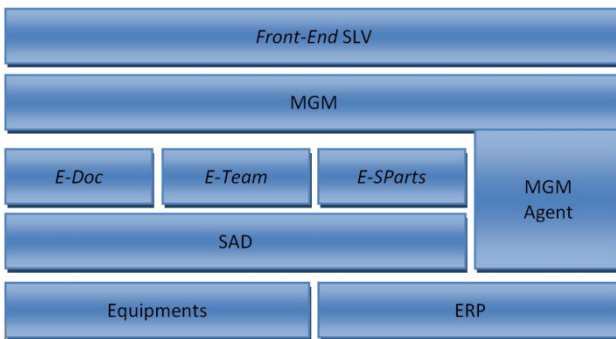 Front-End SLV
MGM
E-Doc
E-Team
E-SParts
MGM
Agent
SAD
Equipments
ERP